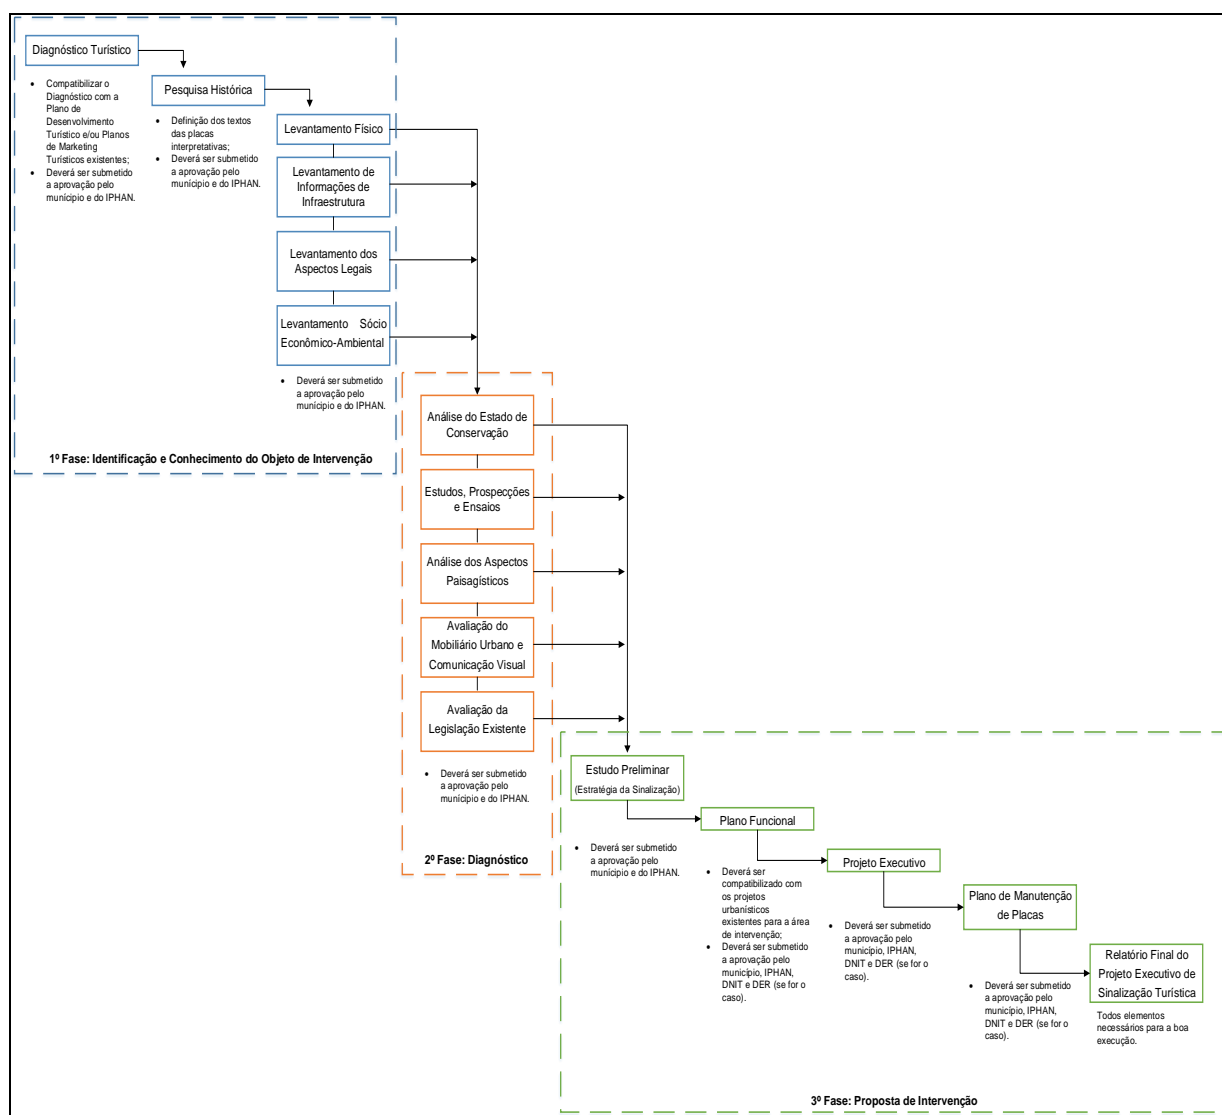 Diagnóstico Turístico
• Compatibilizar o
Diagnóstico com a
Plano de
Desenvolvimento
Turístico e/ou Planos
de Marketing
Turísticos existentes;
• Deverá ser submetido
a aprovação pelo
município e do IPHAN.
Pesquisa Histórica
• Definição dos textos
das placas
interpretativas;
• Deverá ser submetido
a aprovação pelo
município e do IPHAN.
Levantamento Físico
Levantamento de
Informações de
Infraestrutura
Levantamento dos
Aspectos Legais
Levantamento Sócio
Econômico-Ambiental
• Deverá ser submetido
a aprovação pelo
município e do IPHAN.
1º Fase: Identificação e Conhecimento do Objeto de Intervenção
Análise do Estado de
Conservação
Estudos, Prospecções
e Ensaios
Análise dos Aspectos
Paisagísticos
Avaliação do
Mobiliário Urbano e
Comunicação Visual
Avaliação da
Legislação Existente
• Deverá ser submetido
a aprovação pelo
município e do IPHAN.
2º Fase: Diagnóstico
Estudo Preliminar
(Estratégia da Sinalização)
• Deverá ser submetido
a aprovação pelo
município e do IPHAN.
Plano Funcional
• Deverá ser
compatibilizado com
os projetos
urbanísticos
existentes para a área
de intervenção;
• Deverá ser submetido
a aprovação pelo
município, IPHAN,
DNIT e DER (se for o
caso).
Projeto Executivo
• Deverá ser submetido
a aprovação pelo
município, IPHAN,
DNIT e DER (se for o
caso).
Plano de Manutenção
de Placas
• Deverá ser submetido
a aprovação pelo
município, IPHAN,
DNIT e DER (se for o
caso).
Relatório Final do
Projeto Executivo de
Sinalização Turística
Todos elementos
necessários para a boa
execução.
3º Fase: Proposta de Intervenção